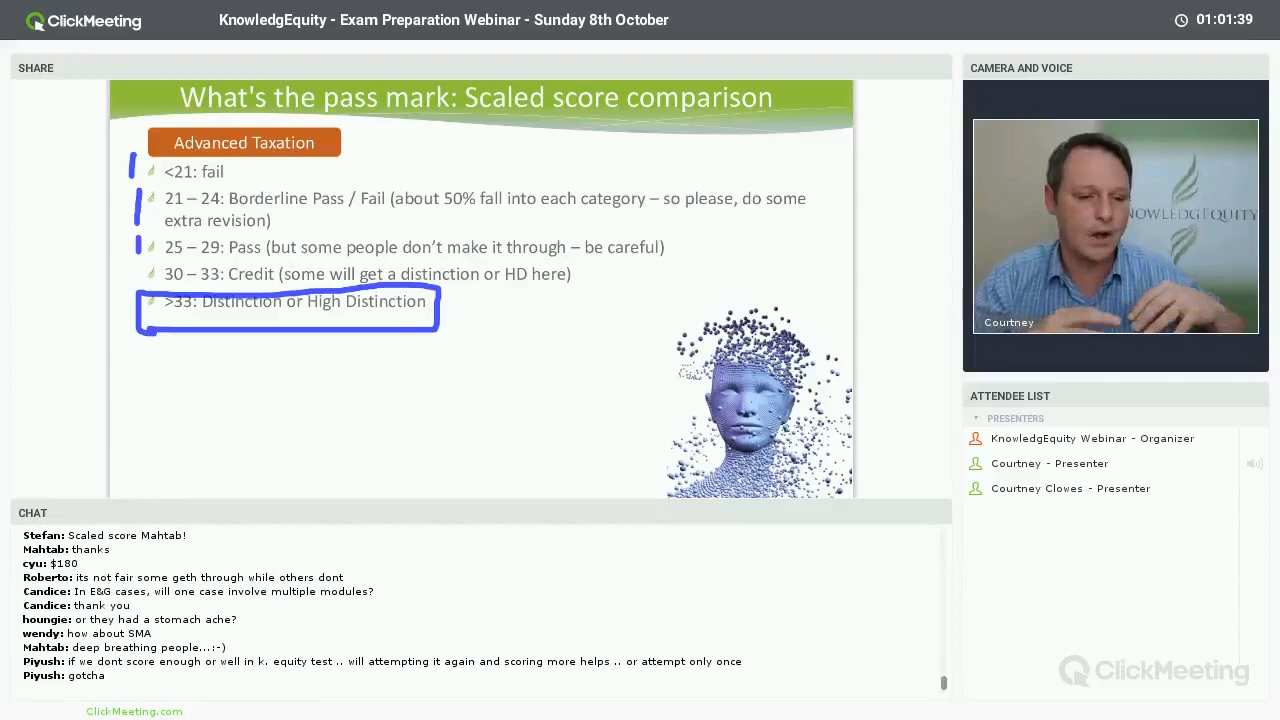 ClickMeeting
KnowledgEquity - Exam Preparation Webinar - Sunday 8th October
01:01:39
SHARE
What's the pass mark: Scaled score comparison
Advanced Taxation
<21: fail
21 – 24: Borderline Pass / Fail (about 50% fall into each category – so please, do some
extra revision)
25 – 29: Pass (but some people don't make it through – be careful)
30 – 33: Credit (some will get a distinction or HD here)
>33: Distinction or High Distinction
CAMERA AND VOICE
KNOWLEDGEQUITY
Courtney
ATTENDEE LIST
PRESENTERS
KnowledgEquity Webinar - Organizer
Courtney - Presenter
Courtney Clowes - Presenter
CHAT
Stefan: Scaled score Mahtab!
Mahtab: thanks
cyu: $180
Roberto: its not fair some geth through while others dont
Candice: In E&G cases, will one case involve multiple modules?
Candice: thank you
houngie: or they had a stomach ache?
wendy: how about SMA
Mahtab: deep breathing people...:-)
Piyush: if we dont score enough or well in k. equity test .. will attempting it again and scoring more helps .. or attempt only once
Piyush: gotcha
ClickMeeting
ClickMeeting.com